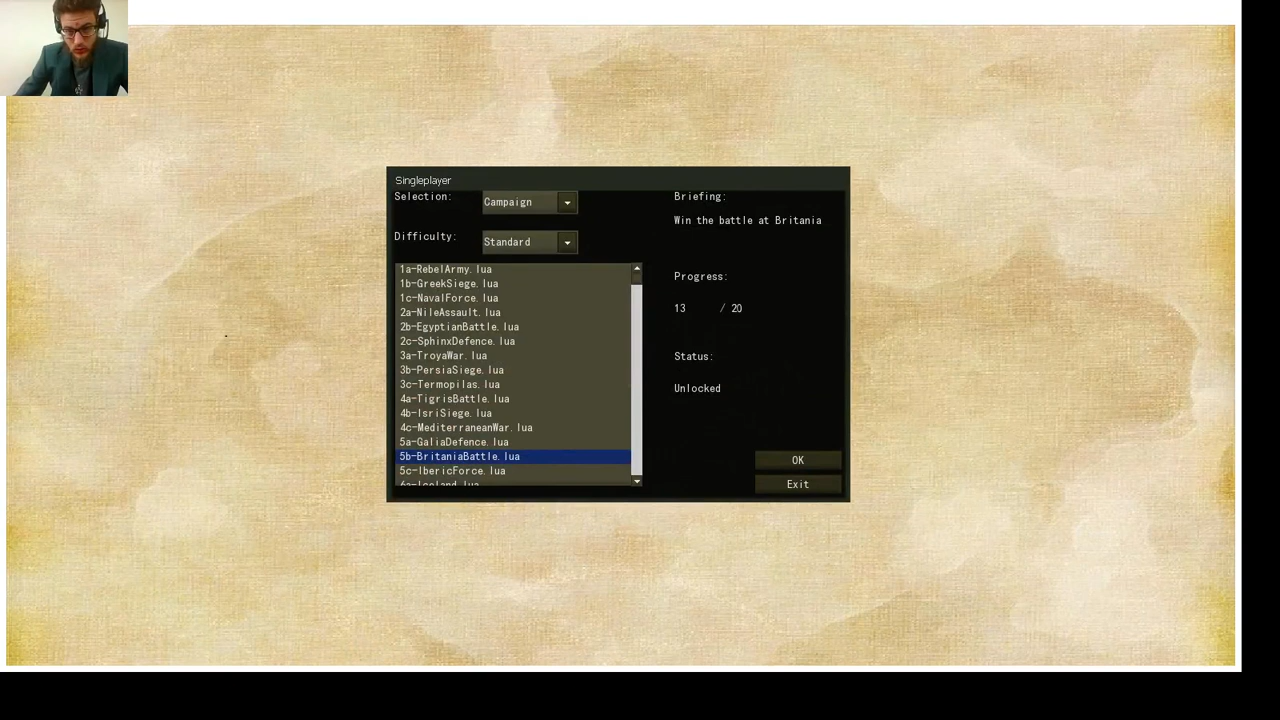 Singleplayer
Selection:
Campaign
Difficulty:
Standard
1a-RebelArmy.lua
1b-GreekSiege.lua
1c-NavalForce.lua
2a-NileAssault.lua
2b-EgyptianBattle.lua
2c-SphinxDefence.lua
3a-TroyaWar.lua
3b-PersiaSiege.lua
3c-Termopilas.lua
4a-TigrisBattle.lua
4b-IsriSiege.lua
4c-MediterraneanWar.lua
5a-GaliaDefence.lua
5b-BritaniaBattle.lua
5c-IbericForce.lua
6a-Iceland.lua
Briefing:
Win the battle at Britania
Progress:
13 / 20
Status:
Unlocked
OK
Exit